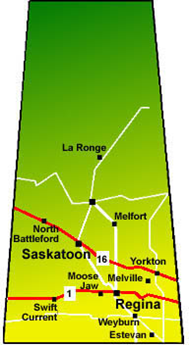 La Ronge
Melfort
North
Battleford
Saskatoon
16
Yorkton
Moose
Jaw
Melville
1
Regina
Swift
Current
Weyburn
Estevan